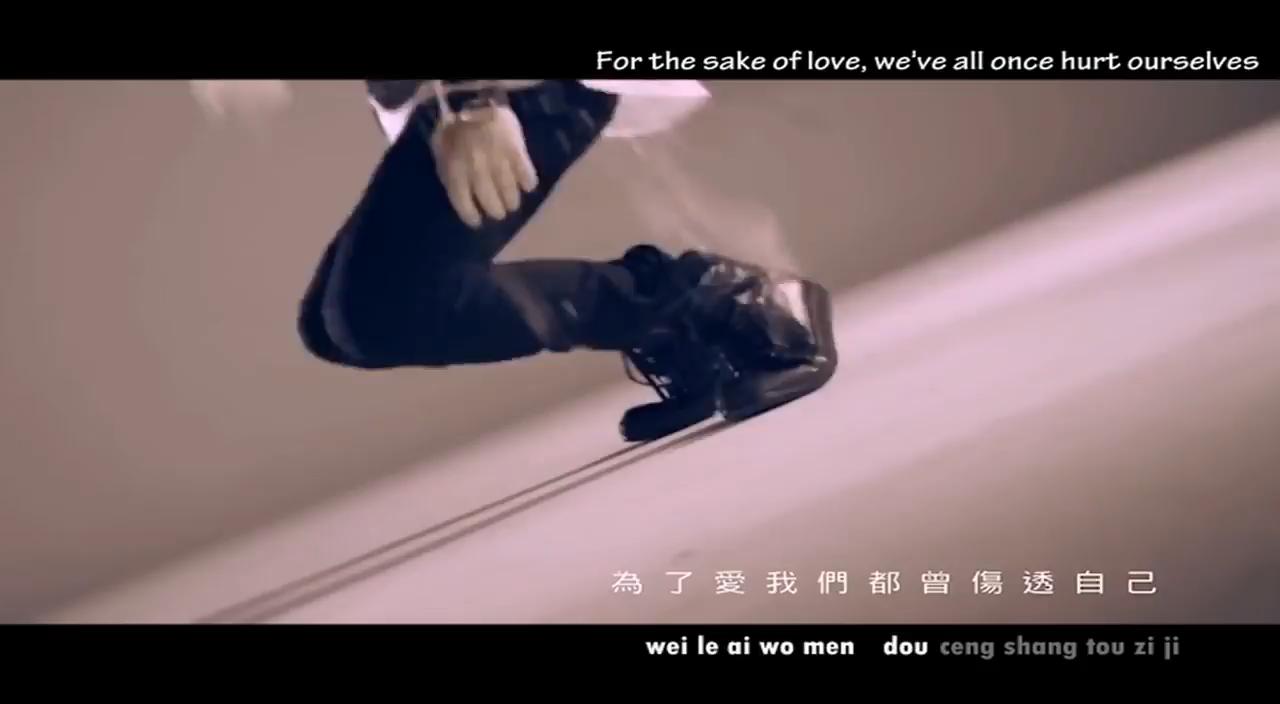 For the sake of love, we've all once hurt ourselves
為了愛我們都曾傷透自己
wei le ai wo men dou ceng shang tou zi ji